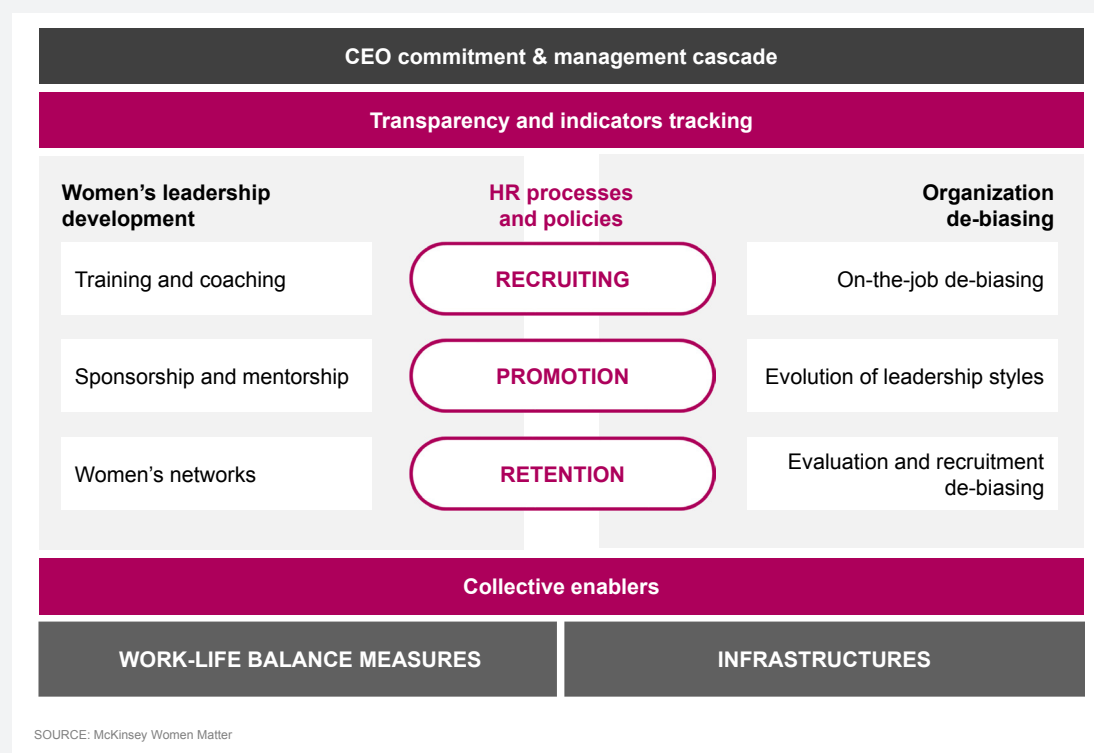 CEO commitment & management cascade
Transparency and indicators tracking
Women’s leadership
development
HR processes
and policies
Organization
de-biasing
Training and coaching
RECRUITING
On-the-job de-biasing
Sponsorship and mentorship
PROMOTION
Evolution of leadership styles
Women’s networks
RETENTION
Evaluation and recruitment
de-biasing
Collective enablers
WORK-LIFE BALANCE MEASURES
INFRASTRUCTURES
SOURCE: McKinsey Women Matter